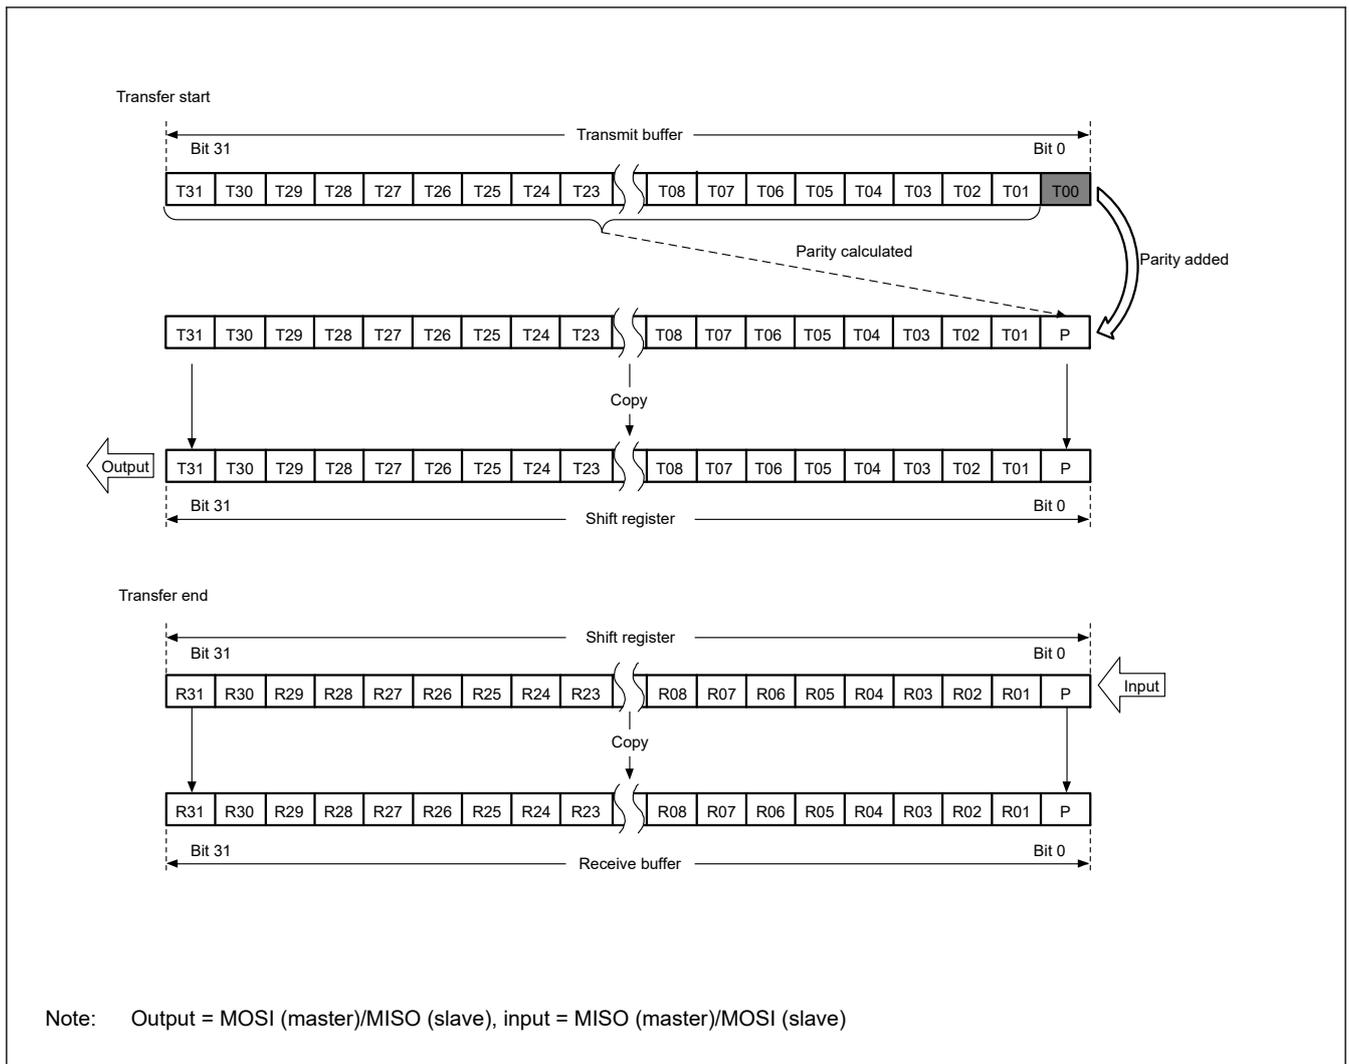 Transfer start
Transmit buffer
Bit 31 Bit 0
T31 T30 T29 T28 T27 T26 T25 T24 T23 T08 T07 T06 T05 T04 T03 T02 T01 T00
Parity calculated
Parity added
T31 T30 T29 T28 T27 T26 T25 T24 T23 T08 T07 T06 T05 T04 T03 T02 T01 P
Copy
Output T31 T30 T29 T28 T27 T26 T25 T24 T23 T08 T07 T06 T05 T04 T03 T02 T01 P
Bit 31 Bit 0
Shift register
Transfer end
Shift register
Bit 31 Bit 0
R31 R30 R29 R28 R27 R26 R25 R24 R23 R08 R07 R06 R05 R04 R03 R02 R01 P Input
Copy
R31 R30 R29 R28 R27 R26 R25 R24 R23 R08 R07 R06 R05 R04 R03 R02 R01 P
Bit 31 Bit 0
Receive buffer
Note: Output = MOSI (master)/MISO (slave), input = MISO (master)/MOSI (slave)